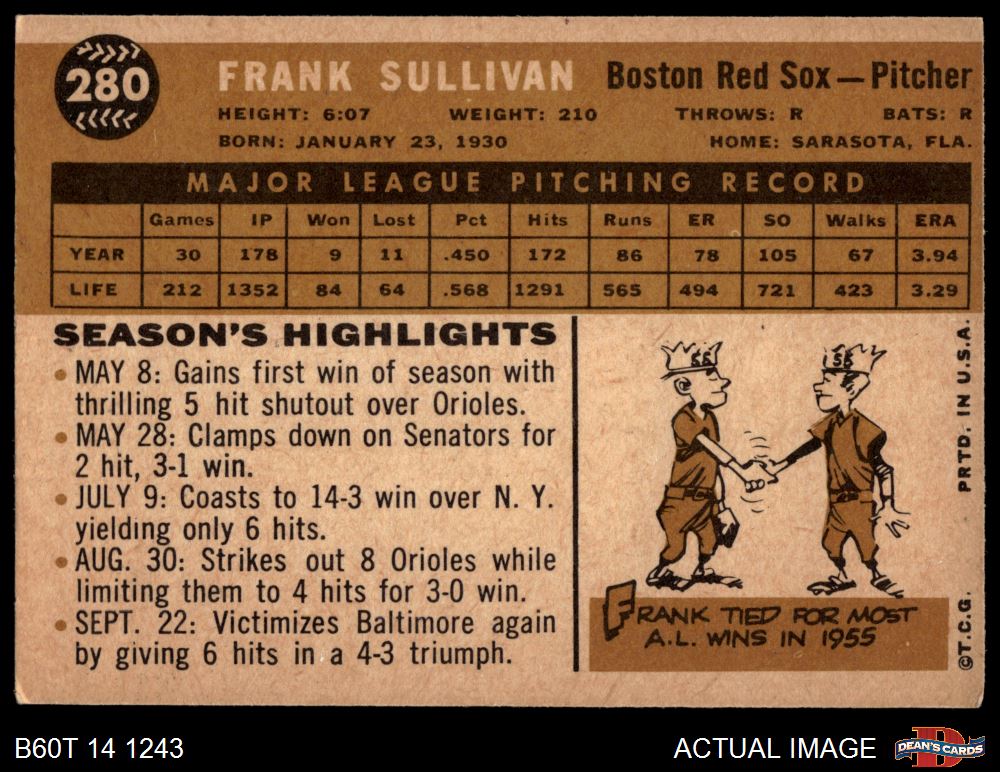 280
FRANK SULLIVAN Boston Red Sox — Pitcher
HEIGHT: 6:07 WEIGHT: 210 THROWS: R BATS: R
BORN: JANUARY 23, 1930 HOME: SARASOTA, FLA.
MAJOR LEAGUE PITCHING RECORD
Games IP Won Lost Pct Hits Runs ER SO Walks ERA
YEAR 30 178 9 11 .450 172 86 78 105 67 3.94
LIFE 212 1352 84 64 .568 1291 565 494 721 423 3.29
SEASON'S HIGHLIGHTS
• MAY 8: Gains first win of season with
thrilling 5 hit shutout over Orioles.
• MAY 28: Clamps down on Senators for
2 hit, 3-1 win.
• JULY 9: Coasts to 14-3 win over N. Y.
yielding only 6 hits.
• AUG. 30: Strikes out 8 Orioles while
limiting them to 4 hits for 3-0 win.
• SEPT. 22: Victimizes Baltimore again
by giving 6 hits in a 4-3 triumph.
FRANK TIED FOR MOST
A.L. WINS IN 1955
©T.C.G. PRTD. IN U.S.A.
B60T 14 1243 ACTUAL IMAGE
DEAN'S CARDS